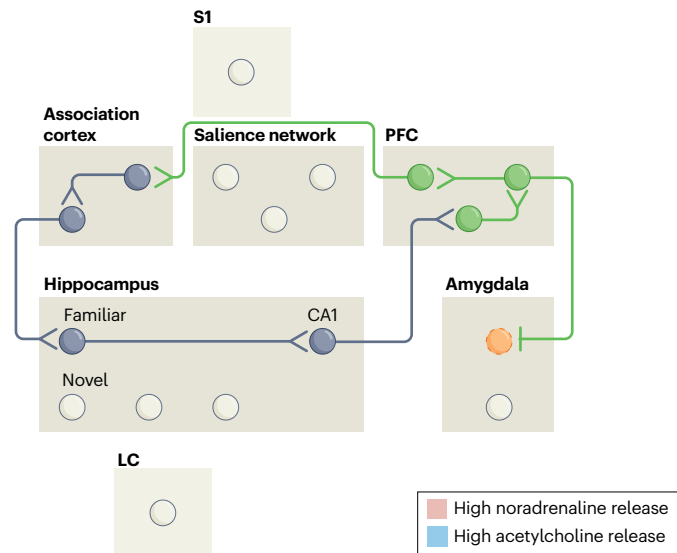 S1
Association
cortex
Salience network
PFC
Hippocampus
Amygdala
Familiar
CA1
Novel
LC
High noradrenaline release
High acetylcholine release